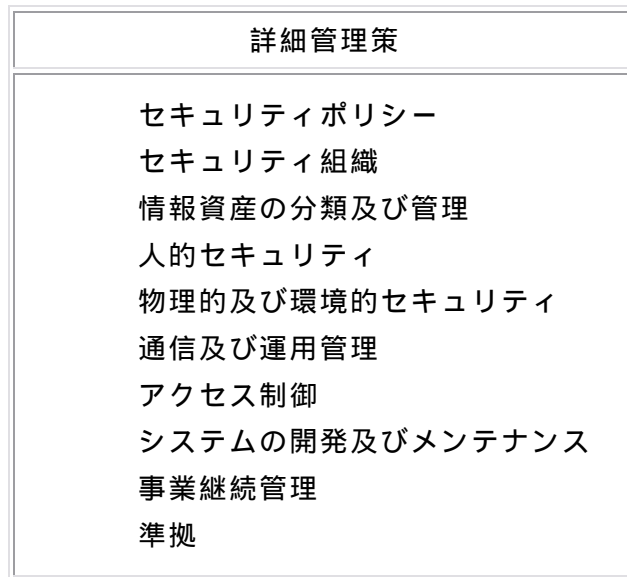 詳細管理策
セキュリティポリシー
セキュリティ組織
情報資産の分類及び管理
人的セキュリティ
物理的及び環境的セキュリティ
通信及び運用管理
アクセス制御
システムの開発及びメンテナンス
事業継続管理
準拠